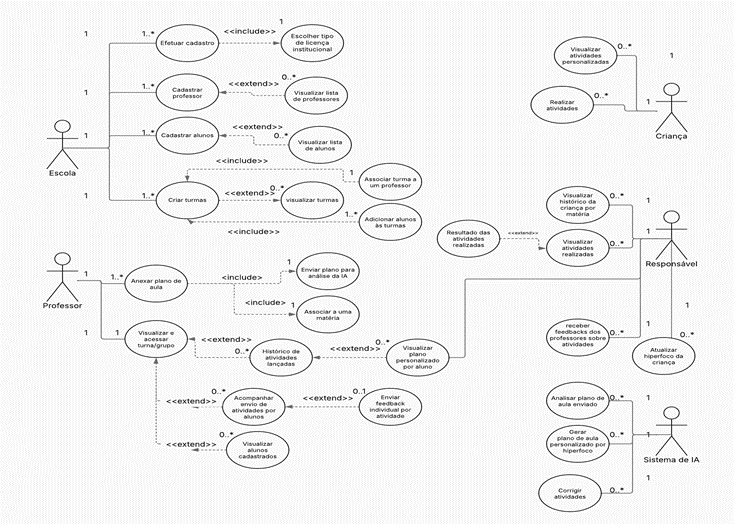 1
1..*
Efetuar cadastro
<<include>>
1
Escolher tipo
de licença
institucional
1
1..*
Cadastrar
professor
<<extend>>
0..*
Visualizar lista
de professores
1
1..*
Cadastrar alunos
<<extend>>
0..*
Visualizar lista
de alunos
Escola
<<include>>
1
Associar turma a
um professor
1
1..*
Criar turmas
<<extend>>
0..*
visualizar turmas
<<include>>
1..*
Adicionar alunos
às turmas
Visualizar
atividades
personalizadas
0..*
1
Realizar
atividades
0..*
1
Criança
Visualizar
histórico da
criança por
matéria
0..*
1
Resultado das
atividades
realizadas
<<extend>>
Visualizar
atividades
realizadas
0..*
1
Responsável
receber
feedbacks dos
professores sobre
atividades
0..*
1
1
0..*
Atualizar
hiperfoco da
criança
Professor
1
1..*
Anexar plano de
aula
<include>
1
Enviar plano para
análise da IA
<include>
1
Associar a uma
matéria
1
1
Visualizar e
acessar
turma/grupo
<<extend>>
0..*
Histórico de
atividades
lançadas
<<extend>>
0..*
Visualizar
plano
personalizado
por aluno
<<extend>>
0..*
Acompanhar
envio de
atividades por
alunos
<<extend>>
0..1
Enviar
feedback
individual por
atividade
<<extend>>
0..*
Visualizar
alunos
cadastrados
Analisar plano de
aula enviado
0..*
1
Gerar
plano de aula
personalizado por
hiperfoco
0..*
1
Sistema de IA
Corrigir
atividades
0..*
1